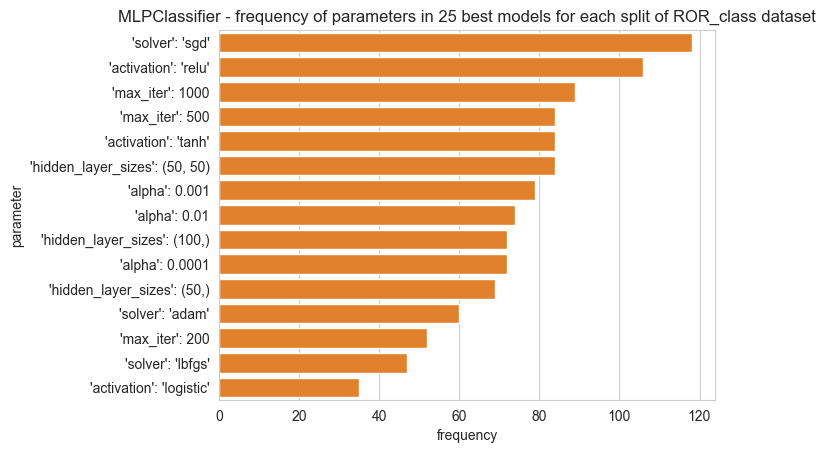 MLPClassifier - frequency of parameters in 25 best models for each split of ROR_class dataset
parameter
'solver': 'sgd'
'activation': 'relu'
'max_iter': 1000
'max_iter': 500
'activation': 'tanh'
'hidden_layer_sizes': (50, 50)
'alpha': 0.001
'alpha': 0.01
'hidden_layer_sizes': (100,)
'alpha': 0.0001
'hidden_layer_sizes': (50,)
'solver': 'adam'
'max_iter': 200
'solver': 'lbfgs'
'activation': 'logistic'
0 20 40 60 80 100 120
frequency